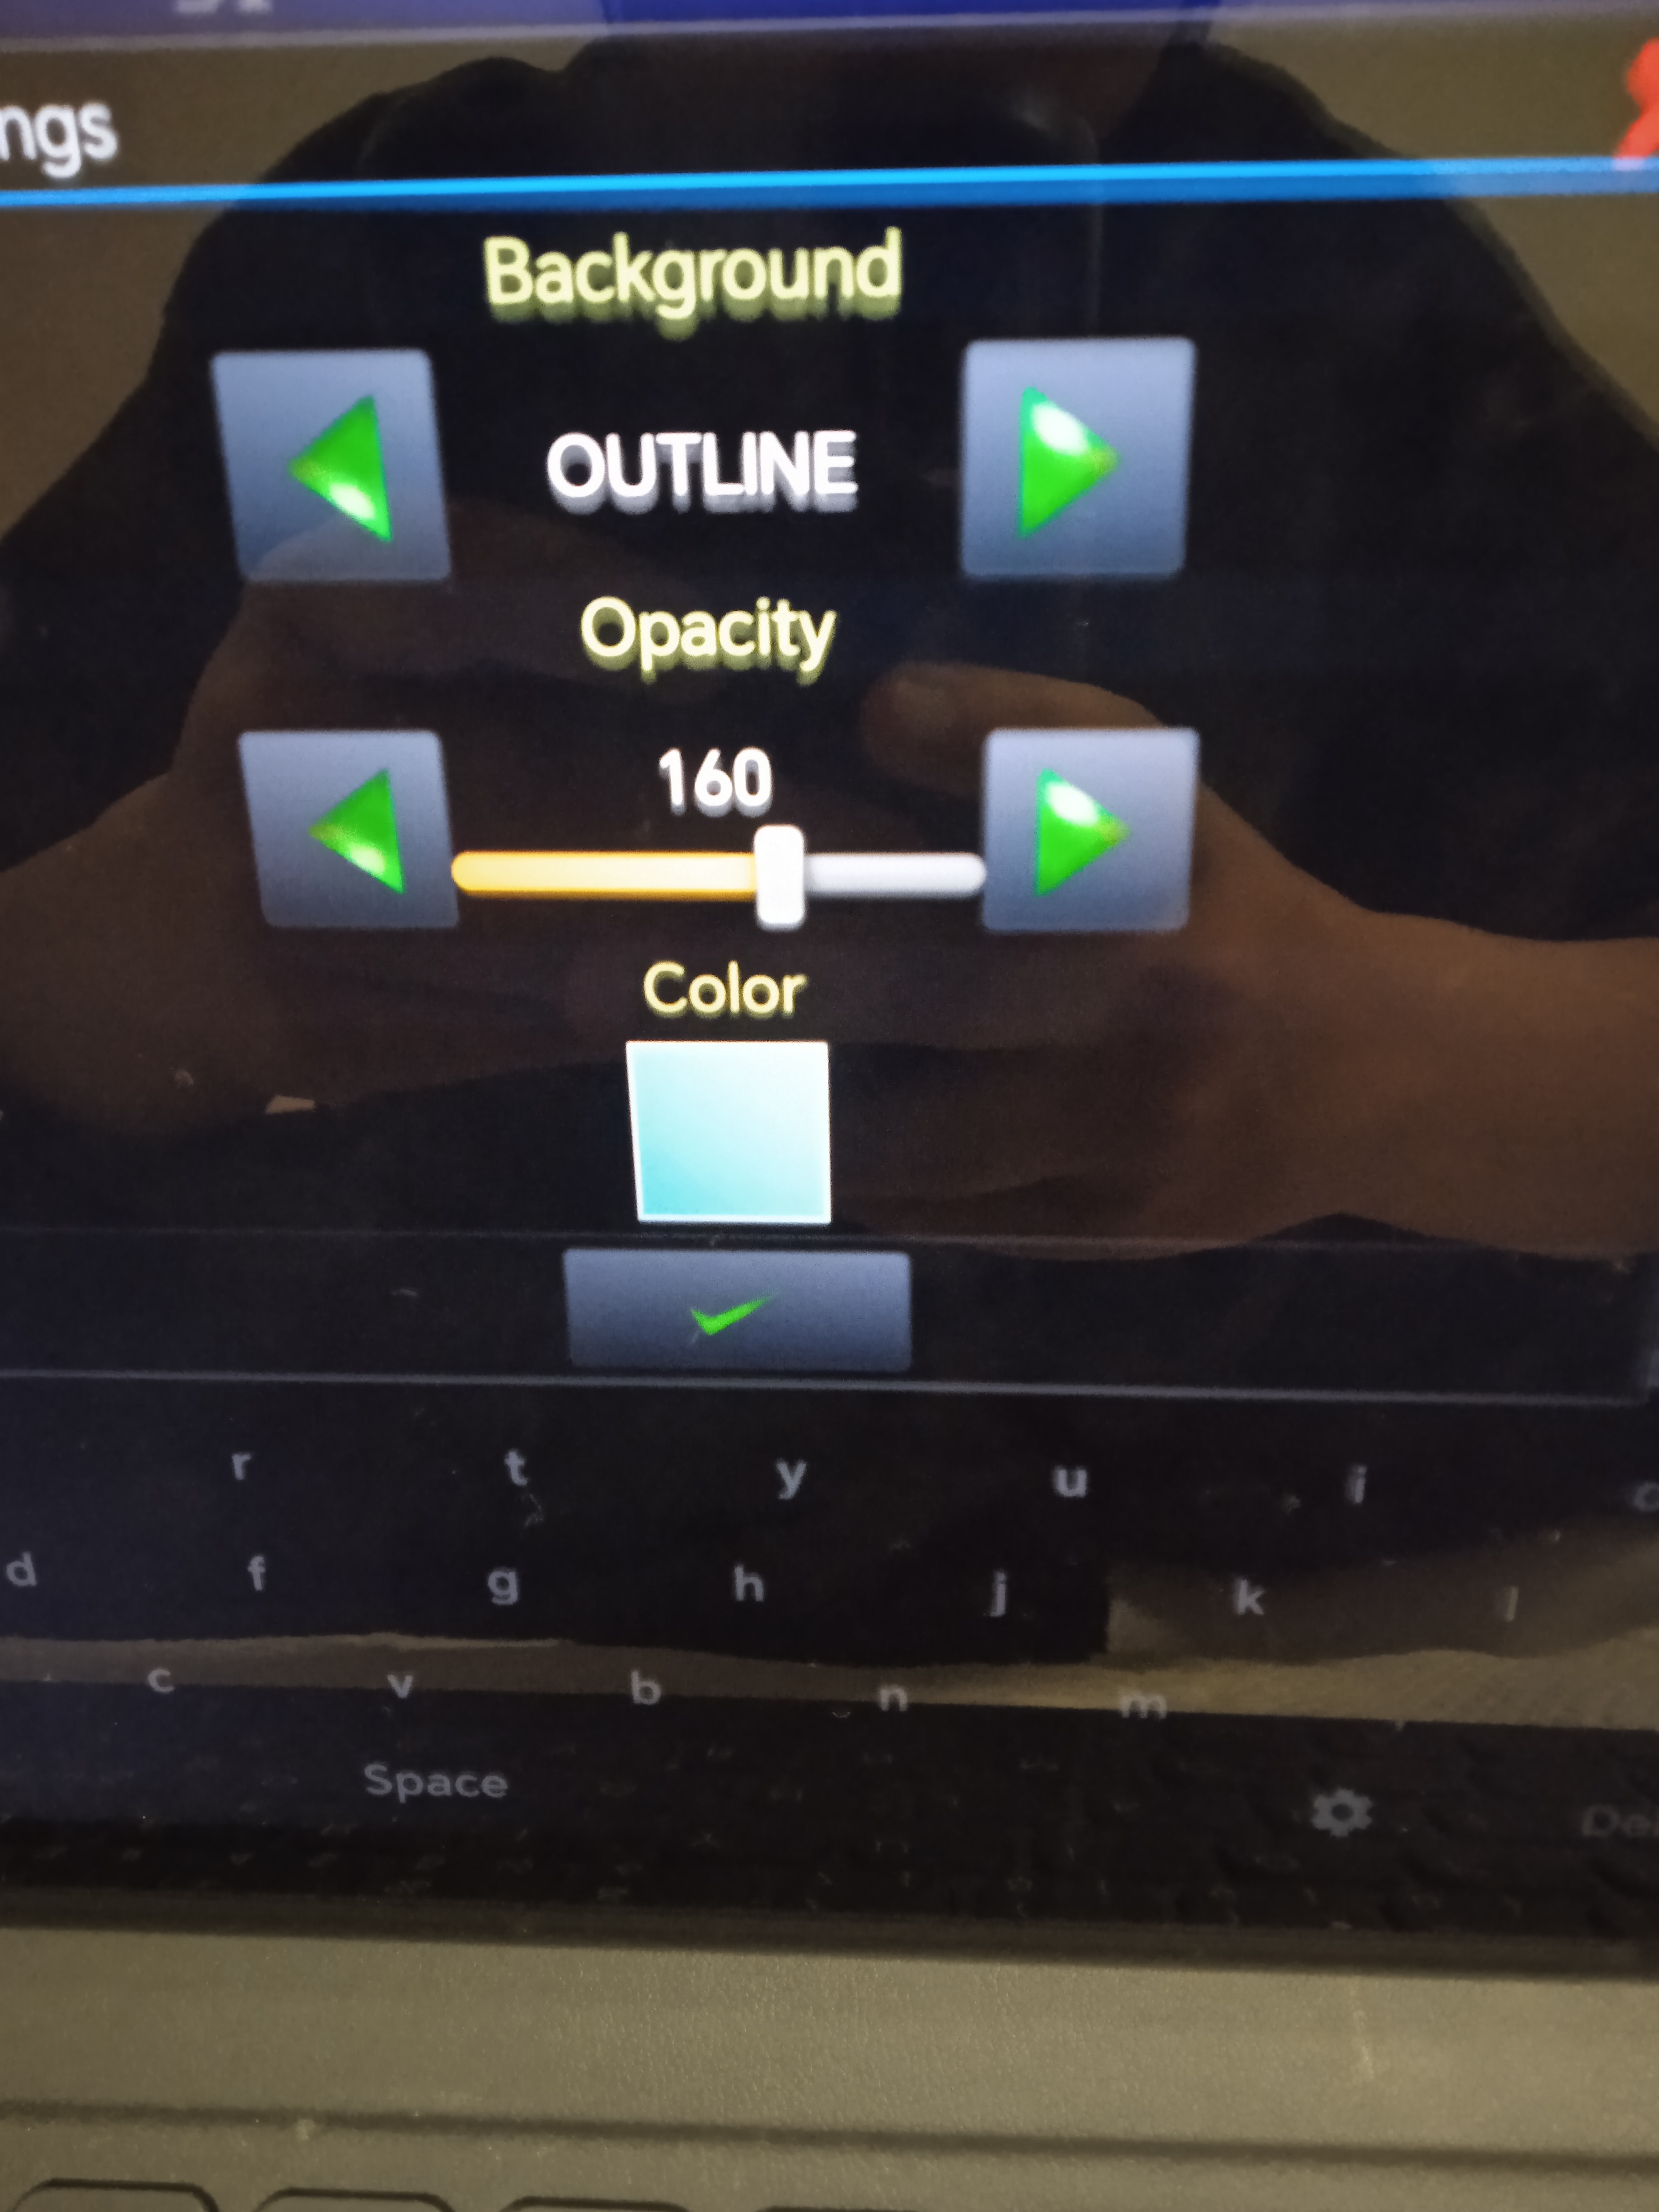 ngs
Background
OUTLINE
Opacity
160
Color
r t y u i
d f g h j k l
c v b n m
Space